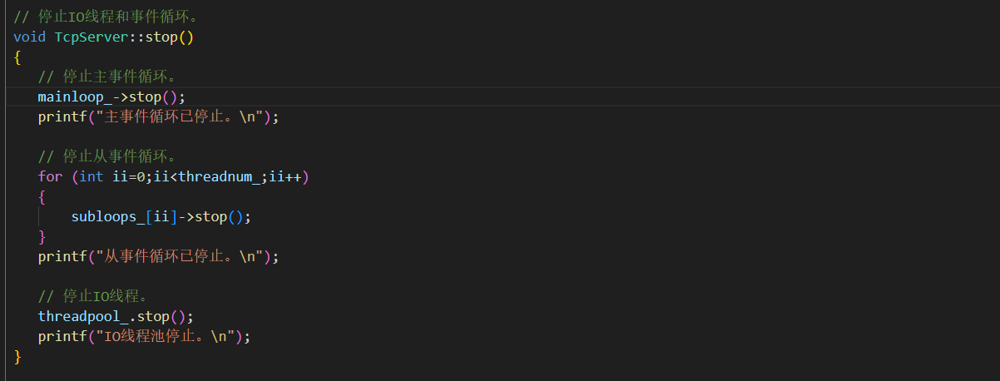 // 停止IO线程和事件循环。
void TcpServer::stop()
{
// 停止主事件循环。
mainloop_->stop();
printf("主事件循环已停止。\n");
// 停止从事件循环。
for (int ii=0;ii<threadnum_;ii++)
{
subloops_[ii]->stop();
}
printf("从事件循环已停止。\n");
// 停止IO线程。
threadpool_.stop();
printf("IO线程池停止。\n");
}